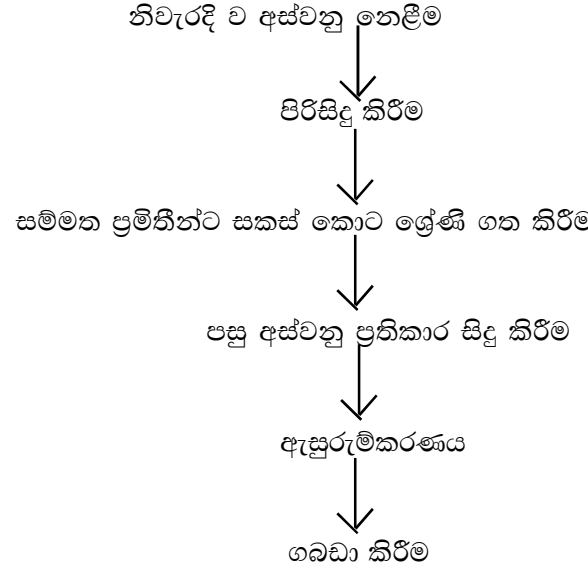 නිවැරදි ව අස්වනු නෙළීම
පිරිසිදු කිරීම
සම්මත ප්‍රමිතීන්ට සකස් කොට ශ්‍රේණි ගත කිරීම
පසු අස්වනු ප්‍රතිකාර සිදු කිරීම
ඇසුරුම්කරණය
ගබඩා කිරීම